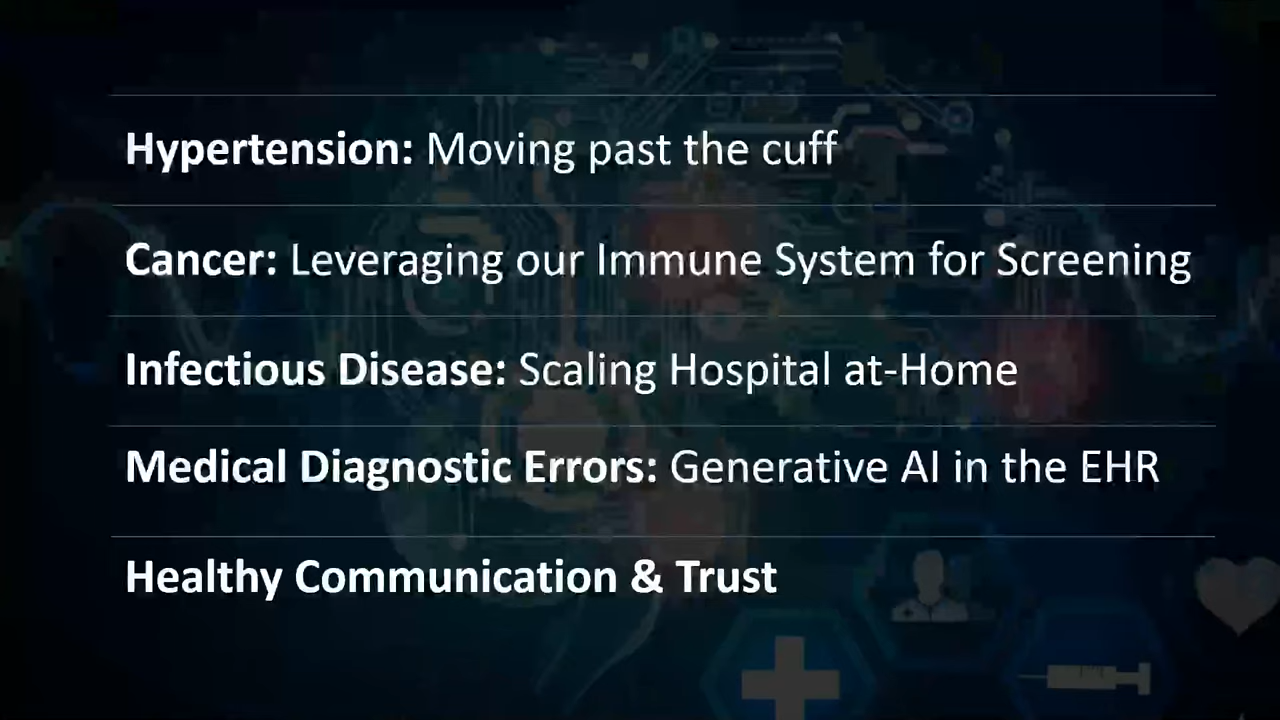 Hypertension: Moving past the cuff
Cancer: Leveraging our Immune System for Screening
Infectious Disease: Scaling Hospital at-Home
Medical Diagnostic Errors: Generative AI in the EHR
Healthy Communication & Trust